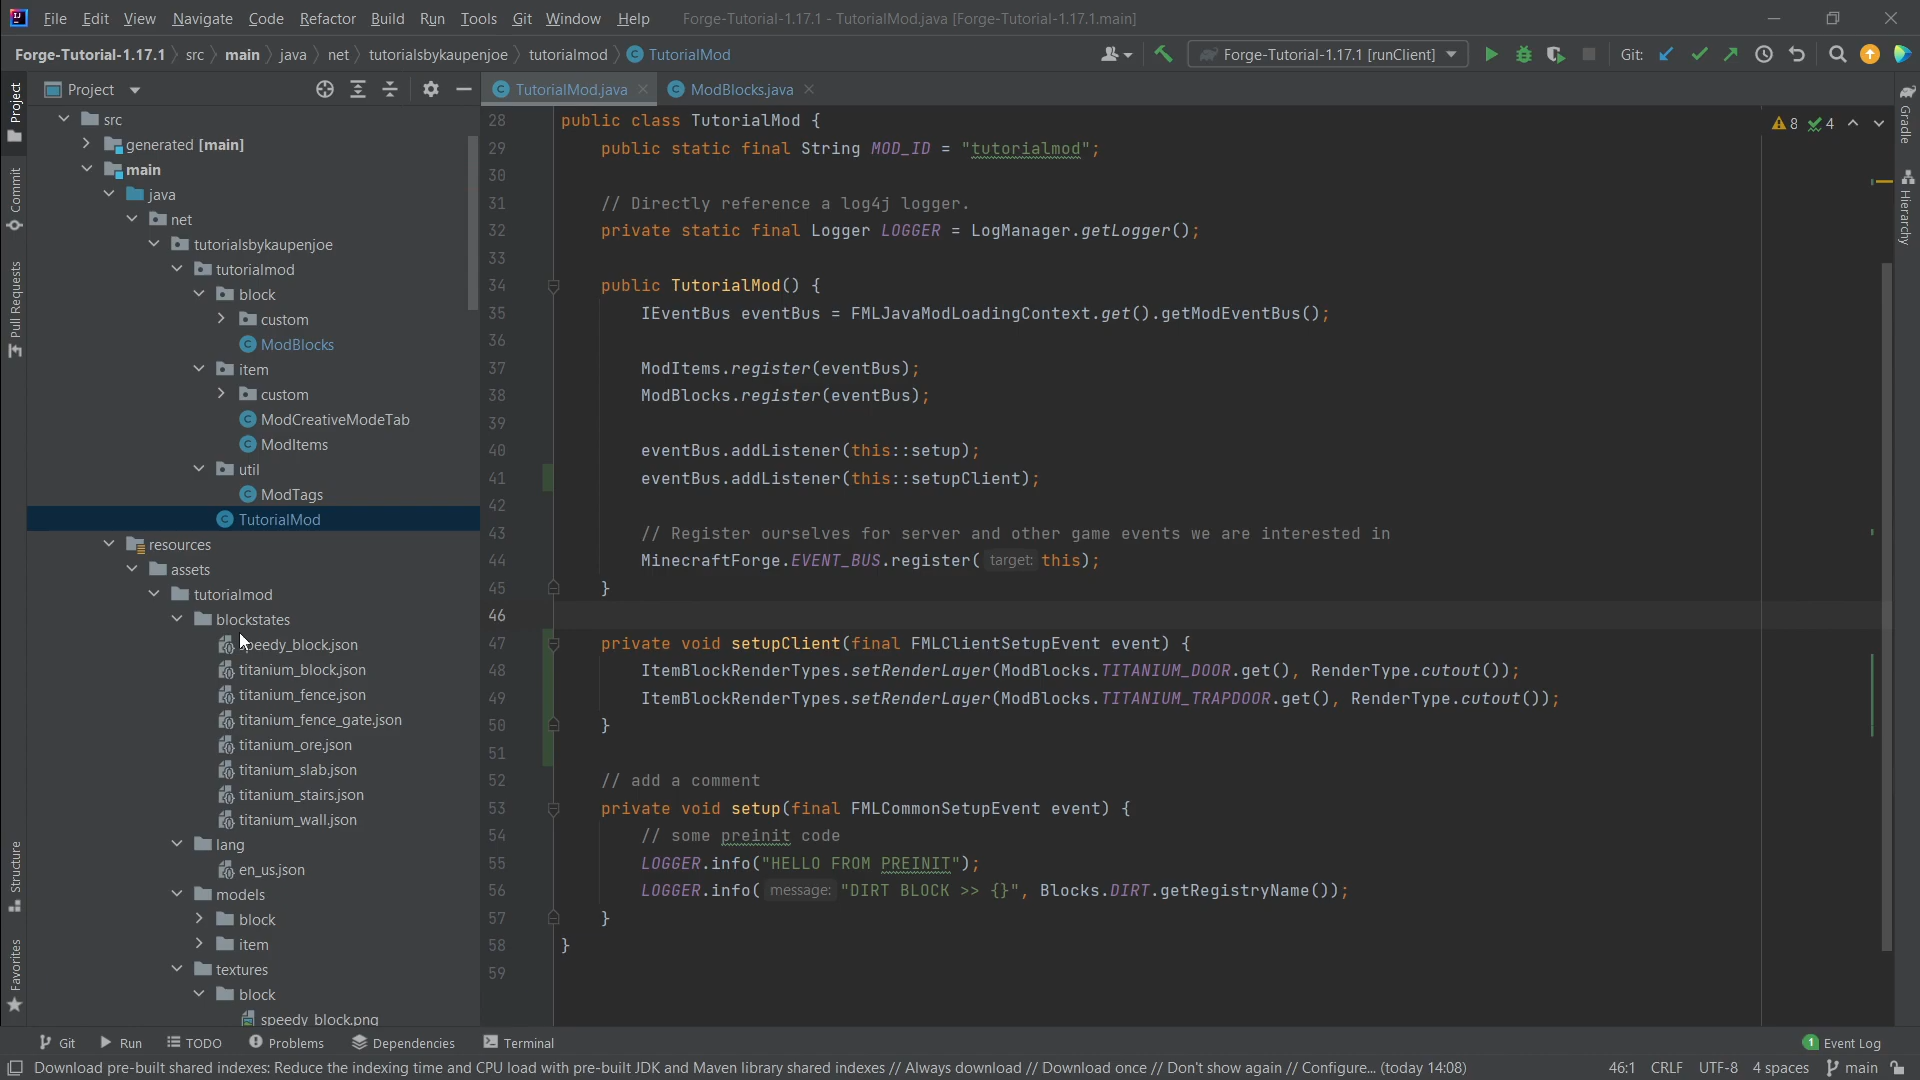 File Edit View Navigate Code Refactor Build Run Tools Git Window Help Forge-Tutorial-1.17.1 - TutorialMod.java [Forge-Tutorial-1.17.1.main]
Forge-Tutorial-1.17.1 src main java net tutorialsbykaupenjoe tutorialmod TutorialMod Forge-Tutorial-1.17.1 [runClient] Git:
Project TutorialMod.java ModBlocks.java
Project
Commit
Pull Requests
Structure
Favorites
src
generated [main]
main
java
net
tutorialsbykaupenjoe
tutorialmod
block
custom
ModBlocks
item
custom
ModCreativeModeTab
ModItems
util
ModTags
TutorialMod
resources
assets
tutorialmod
blockstates
speedy_block.json
titanium_block.json
titanium_fence.json
titanium_fence_gate.json
titanium_ore.json
titanium_slab.json
titanium_stairs.json
titanium_wall.json
lang
en_us.json
models
block
item
textures
block
speedy_block.png
28 public class TutorialMod {
29 public static final String MOD_ID = "tutorialmod";
30
31 // Directly reference a log4j logger.
32 private static final Logger LOGGER = LogManager.getLogger();
33
34 public TutorialMod() {
35 IEventBus eventBus = FMLJavaModLoadingContext.get().getModEventBus();
36
37 ModItems.register(eventBus);
38 ModBlocks.register(eventBus);
39
40 eventBus.addListener(this::setup);
41 eventBus.addListener(this::setupClient);
42
43 // Register ourselves for server and other game events we are interested in
44 MinecraftForge.EVENT_BUS.register( target: this);
45 }
46
47 private void setupClient(final FMLClientSetupEvent event) {
48 ItemBlockRenderTypes.setRenderLayer(ModBlocks.TITANIUM_DOOR.get(), RenderType.cutout());
49 ItemBlockRenderTypes.setRenderLayer(ModBlocks.TITANIUM_TRAPDOOR.get(), RenderType.cutout());
50 }
51
52 // add a comment
53 private void setup(final FMLCommonSetupEvent event) {
54 // some preinit code
55 LOGGER.info("HELLO FROM PREINIT");
56 LOGGER.info( message: "DIRT BLOCK >> {}", Blocks.DIRT.getRegistryName());
57 }
58 }
59
8 4
Gradle
Hierarchy
Git Run TODO Problems Dependencies Terminal 1 Event Log
Download pre-built shared indexes: Reduce the indexing time and CPU load with pre-built JDK and Maven library shared indexes // Always download // Download once // Don't show again // Configure... (today 14:08) 46:1 CRLF UTF-8 4 spaces main